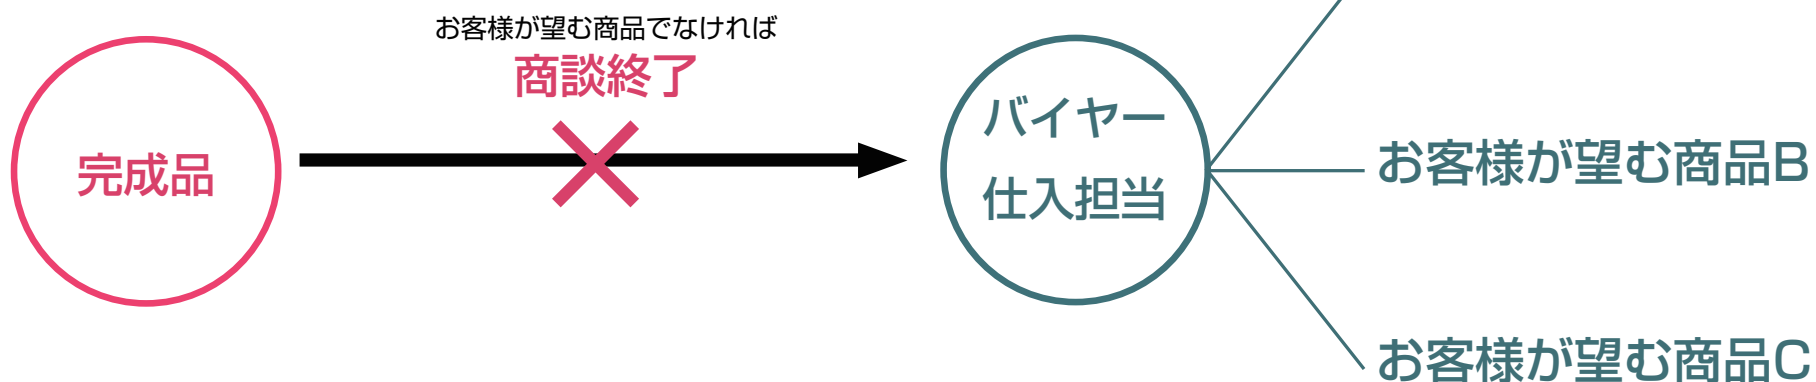 お客様が望む商品でなければ
商談終了
完成品
バイヤー
仕入担当
お客様が望む商品B
お客様が望む商品C